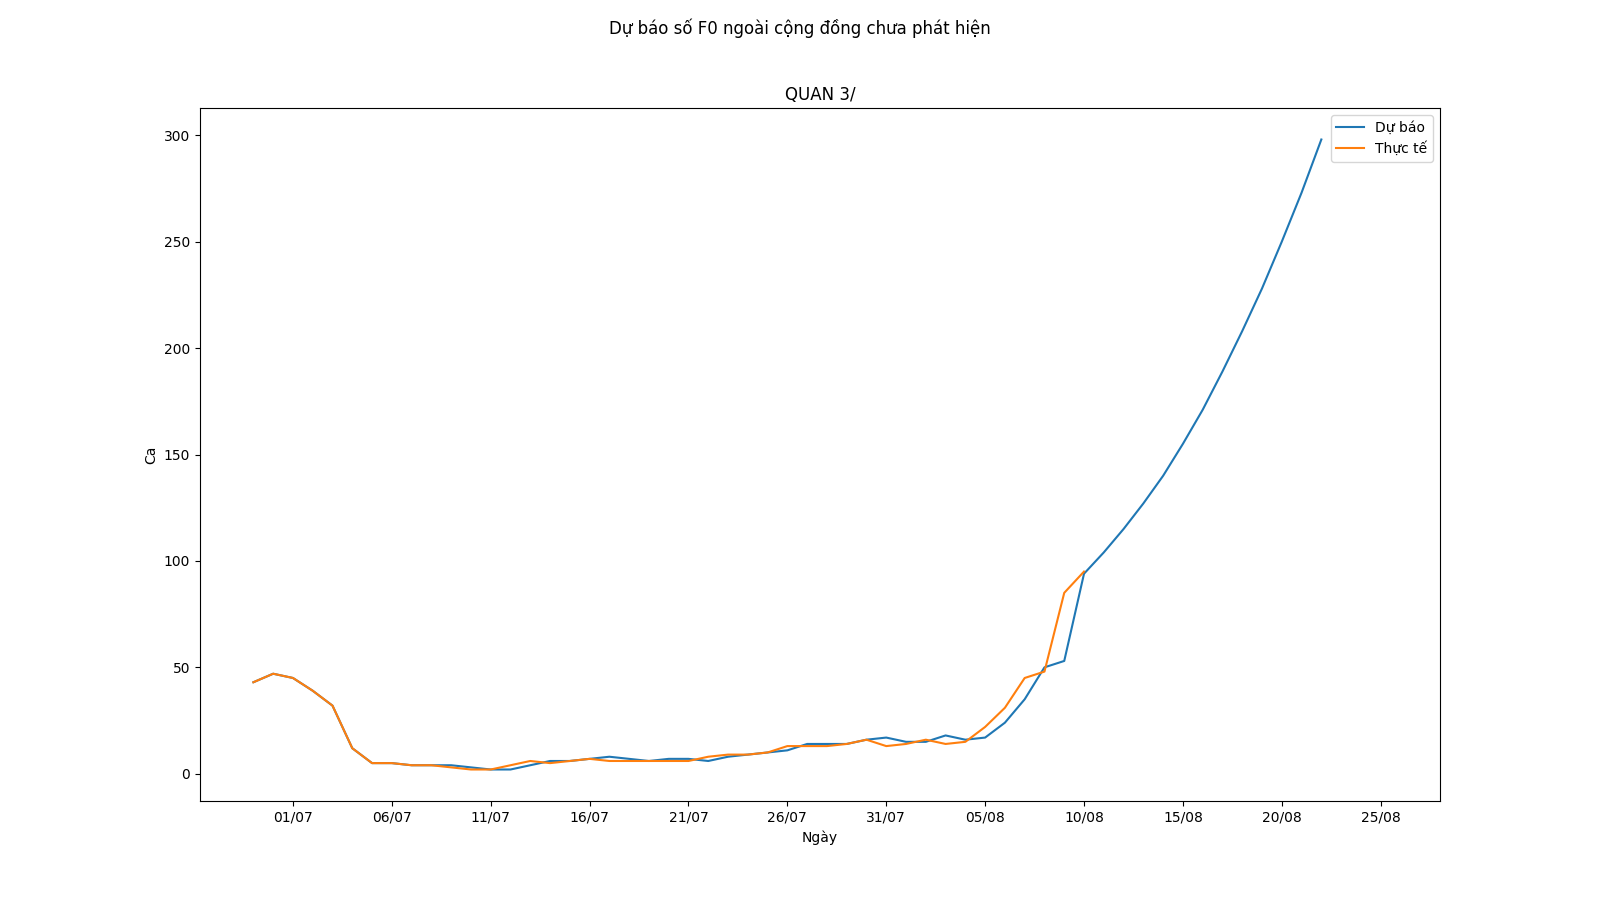 Dự báo số F0 ngoài cộng đồng chưa phát hiện
QUAN 3/
Dự báo
Thực tế
300
250
200
150
100
50
0
Ca
01/07 06/07 11/07 16/07 21/07 26/07 31/07 05/08 10/08 15/08 20/08 25/08
Ngày